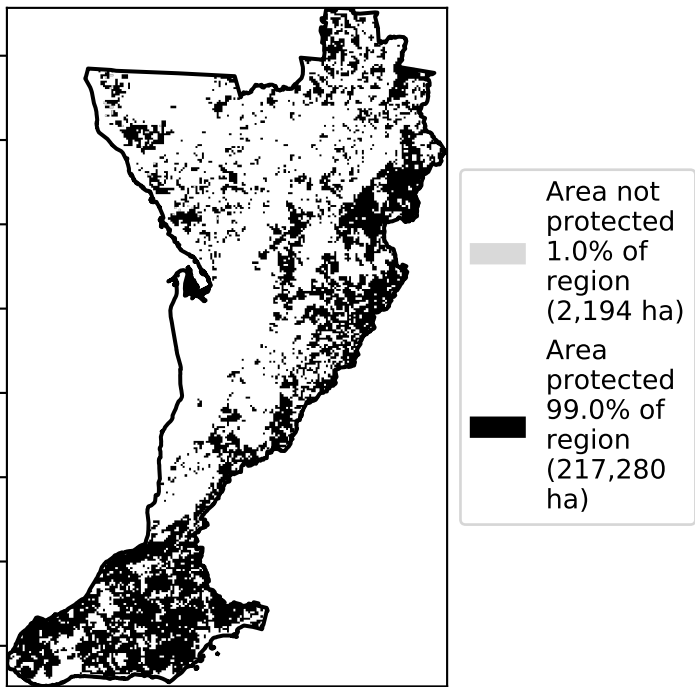 Area not
protected
1.0% of
region
(2,194 ha)
Area
protected
99.0% of
region
(217,280
ha)